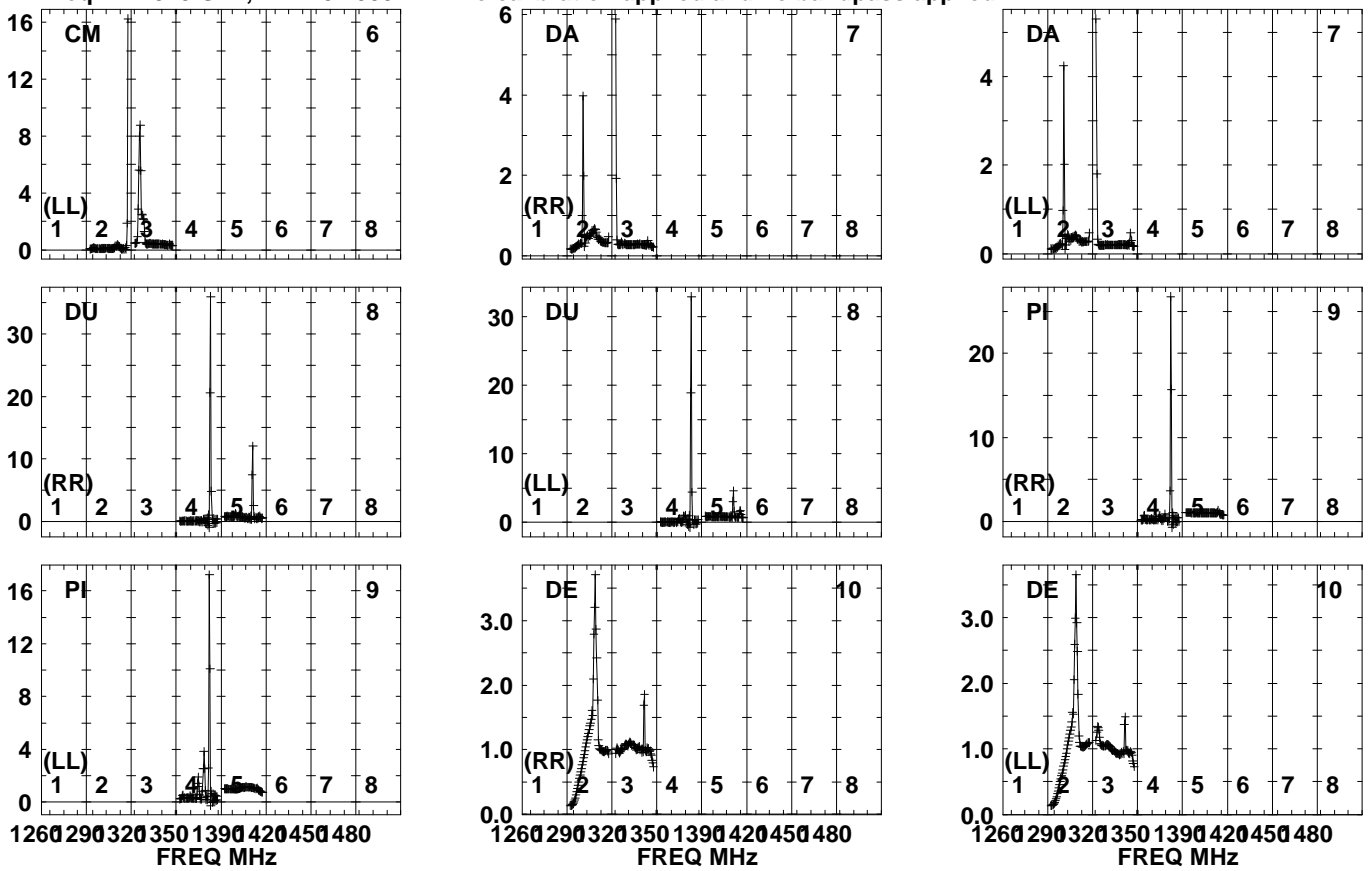 16 CM 6
12
8
4
0
(LL)
1 2 3 4 5 6 7 8
6 DA 7
4
2
0
(RR)
1 2 3 4 5 6 7 8
DA 7
4
2
0
(LL)
1 2 3 4 5 6 7 8
DU 8
30
20
10
0
(RR)
1 2 3 4 5 6 7 8
DU 8
30
20
10
0
(LL)
1 2 3 4 5 6 7 8
PI 9
20
10
0
(RR)
1 2 3 4 5 6 7 8
16 PI 9
12
8
4
0
(LL)
1 2 3 4 5 6 7 8
1260 1290 1320 1350 1390 1420 1450 1480
FREQ MHz
DE 10
3.0
2.0
1.0
0.0
(RR)
1 2 3 4 5 6 7 8
1260 1290 1320 1350 1390 1420 1450 1480
FREQ MHz
DE 10
3.0
2.0
1.0
0.0
(LL)
1 2 3 4 5 6 7 8
1260 1290 1320 1350 1390 1420 1450 1480
FREQ MHz